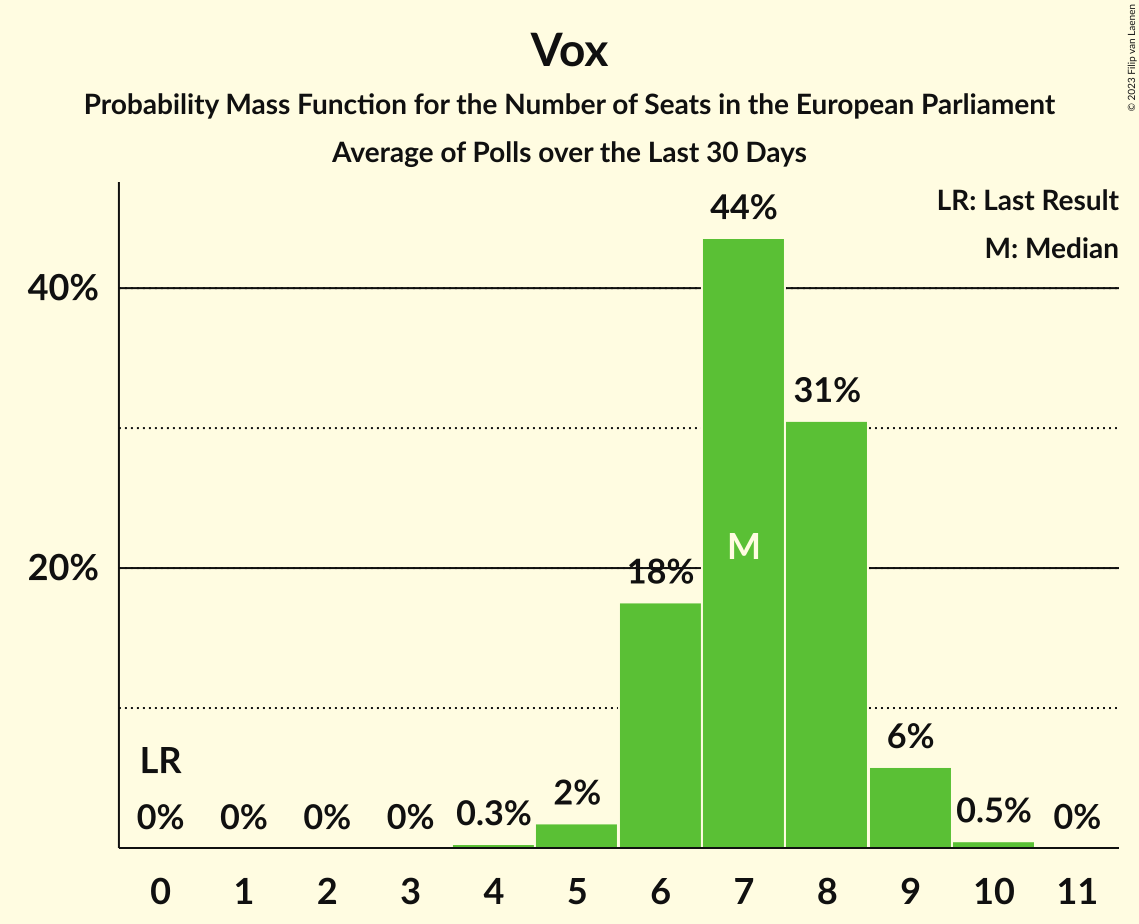 Vox
Probability Mass Function for the Number of Seats in the European Parliament
Average of Polls over the Last 30 Days
© 2023 Filip van Laenen
LR: Last Result
M: Median
44%
40%
31%
M
20%
18%
6%
LR
2%
0% 0% 0% 0% 0.3% 0.5% 0%
0 1 2 3 4 5 6 7 8 9 10 11